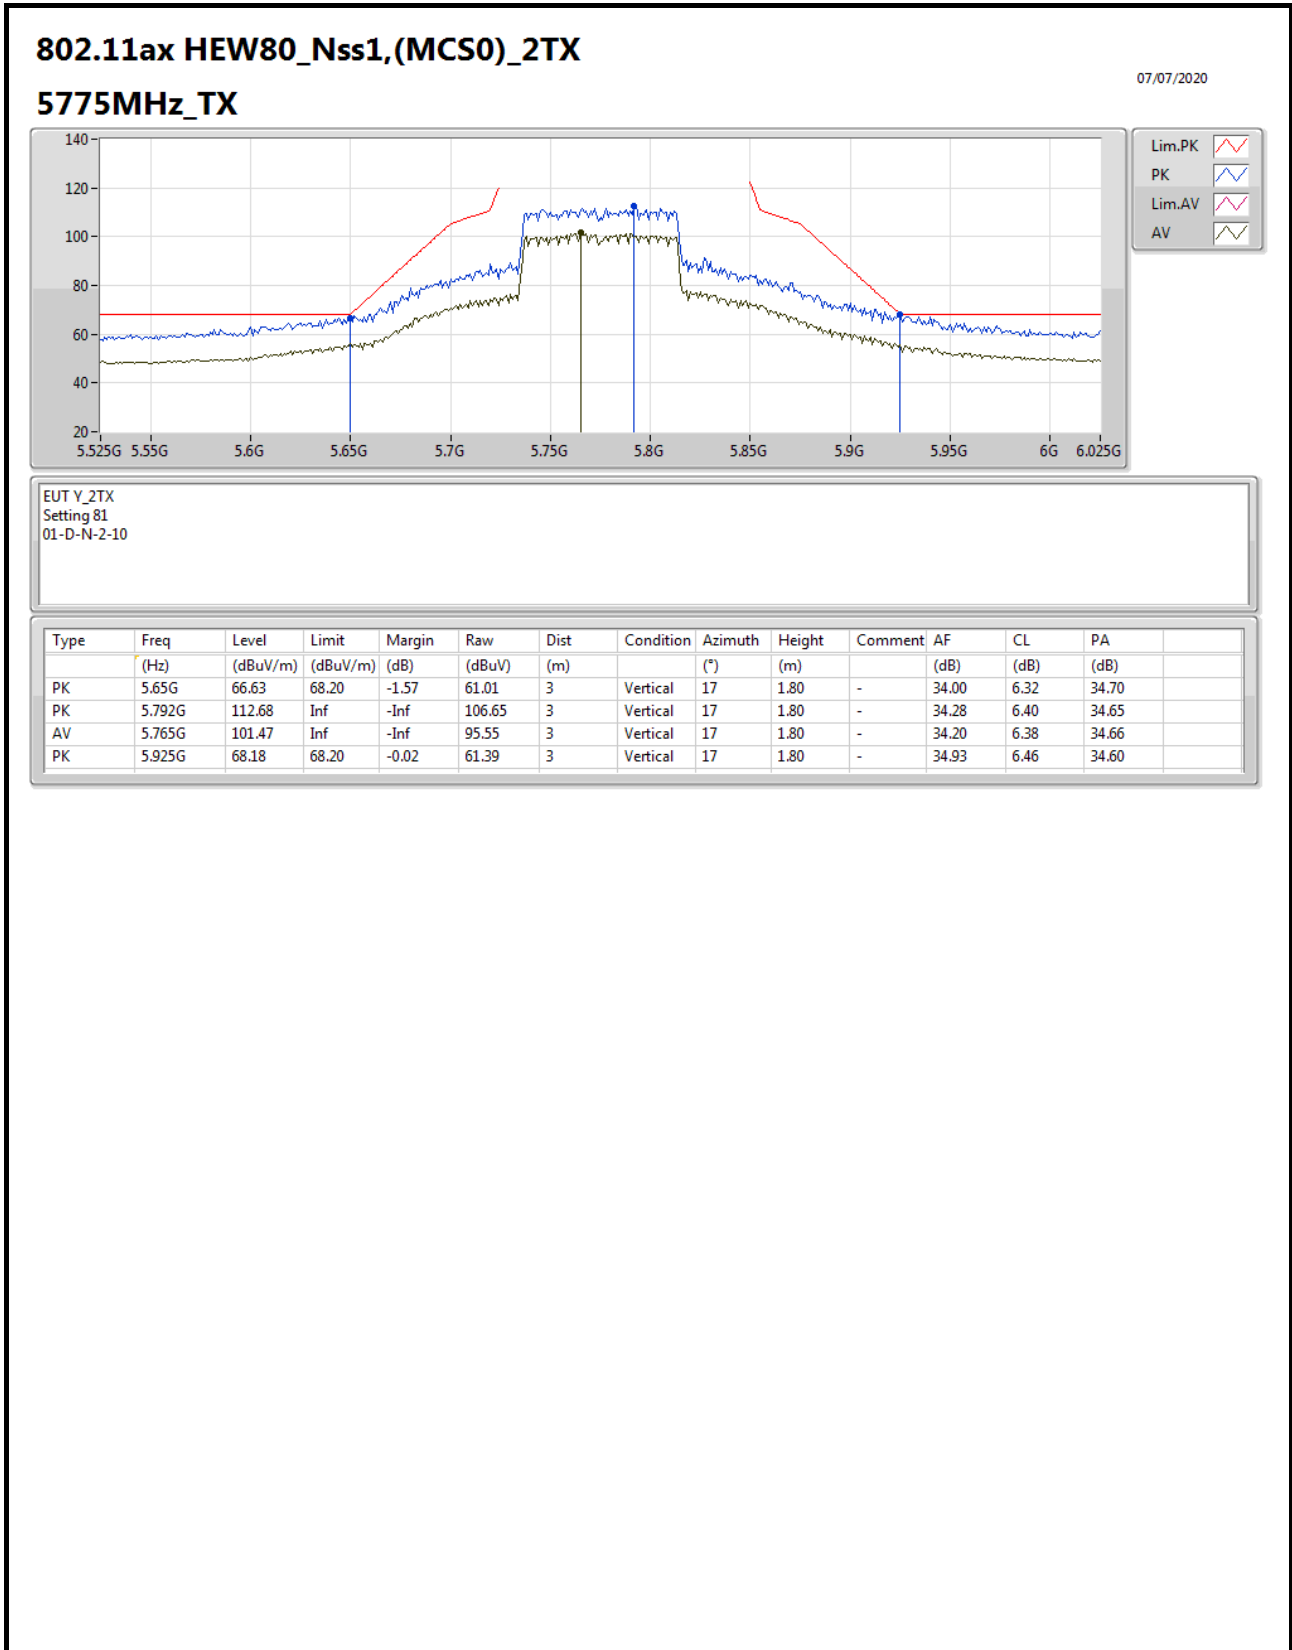 802.11ax HEW80_Nss1,(MCS0)_2TX
07/07/2020
5775MHz_TX
140
120
100
80
60
40
20
5.525G 5.55G 5.6G 5.65G 5.7G 5.75G 5.8G 5.85G 5.9G 5.95G 6G 6.025G
Lim.PK
PK
Lim.AV
AV
EUT Y_2TX
Setting 81
01-D-N-2-10
Type Freq Level Limit Margin Raw Dist Condition Azimuth Height Comment AF CL PA
(Hz) (dBuV/m) (dBuV/m) (dB) (dBuV) (m) (°) (m) (dB) (dB) (dB)
PK 5.65G 66.63 68.20 -1.57 61.01 3 Vertical 17 1.80 - 34.00 6.32 34.70
PK 5.792G 112.68 Inf -Inf 106.65 3 Vertical 17 1.80 - 34.28 6.40 34.65
AV 5.765G 101.47 Inf -Inf 95.55 3 Vertical 17 1.80 - 34.20 6.38 34.66
PK 5.925G 68.18 68.20 -0.02 61.39 3 Vertical 17 1.80 - 34.93 6.46 34.60